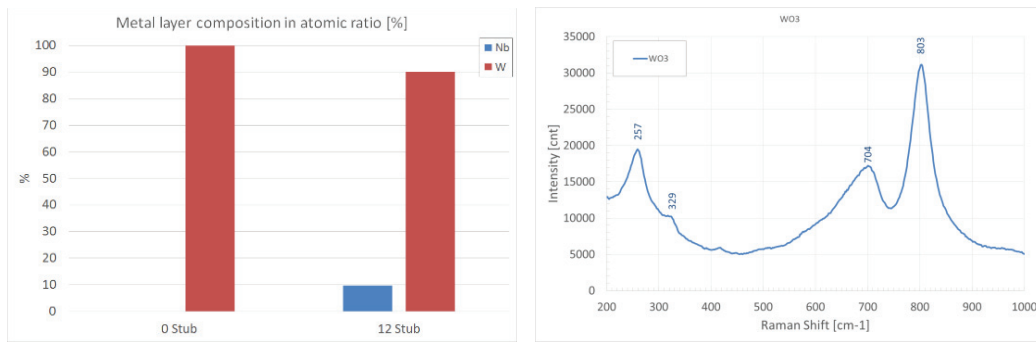 Metal layer composition in atomic ratio [%]
100
90
80
70
60
50
40
30
20
10
0
%
0 Stub
12 Stub
Nb
W
WO3
WO3
35000
30000
25000
20000
15000
10000
5000
0
Intensity [cnt]
257
329
704
803
200 300 400 500 600 700 800 900 1000
Raman Shift [cm-1]